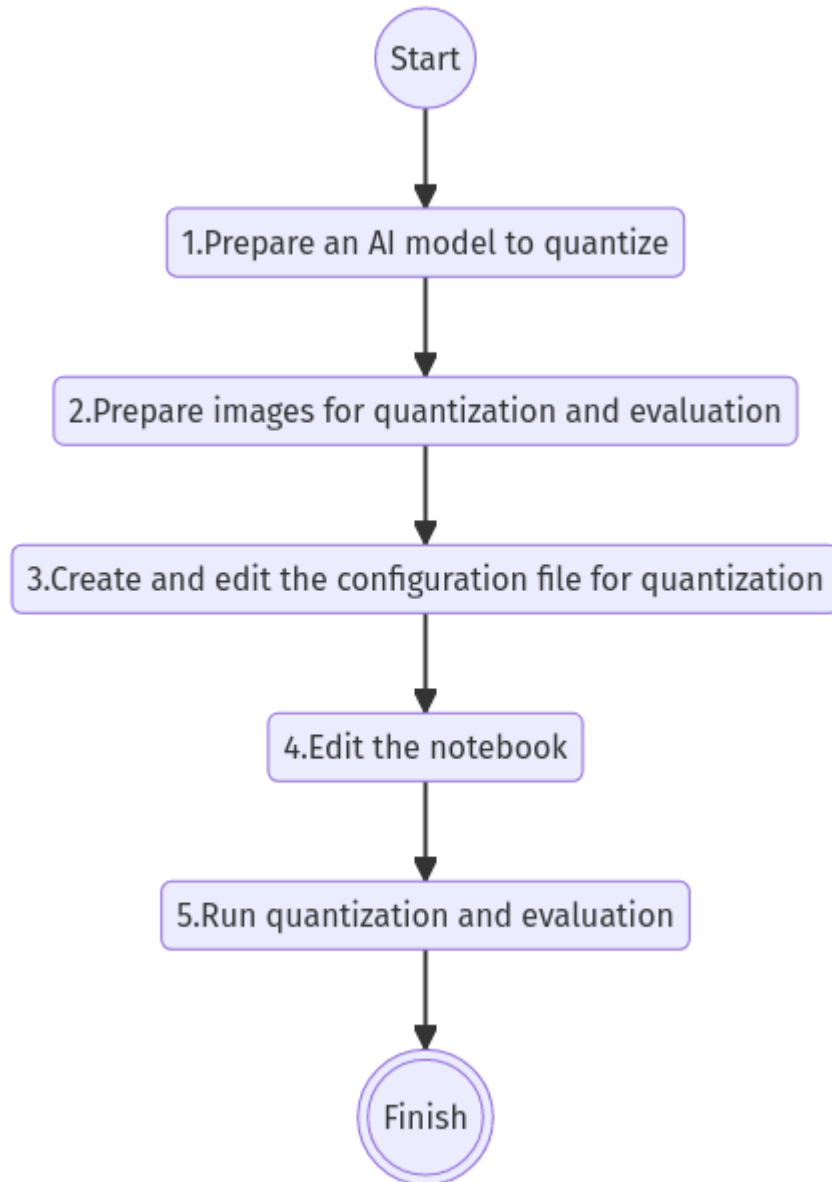 Start
1.Prepare an AI model to quantize
2.Prepare images for quantization and evaluation
3.Create and edit the configuration file for quantization
4.Edit the notebook
5.Run quantization and evaluation
Finish